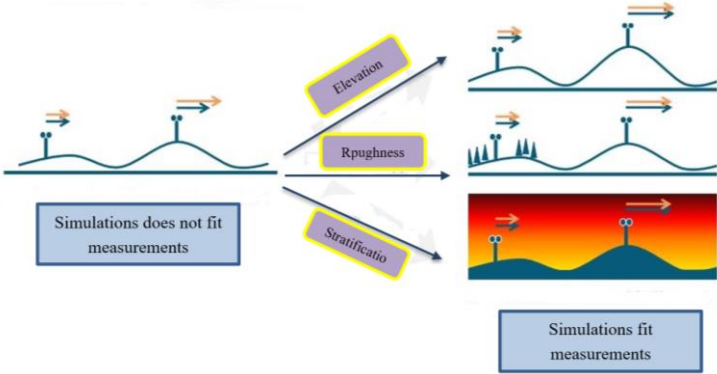 Elevation
Rpughness
Stratificatio
Simulations does not fit
measurements
Simulations fit
measurements